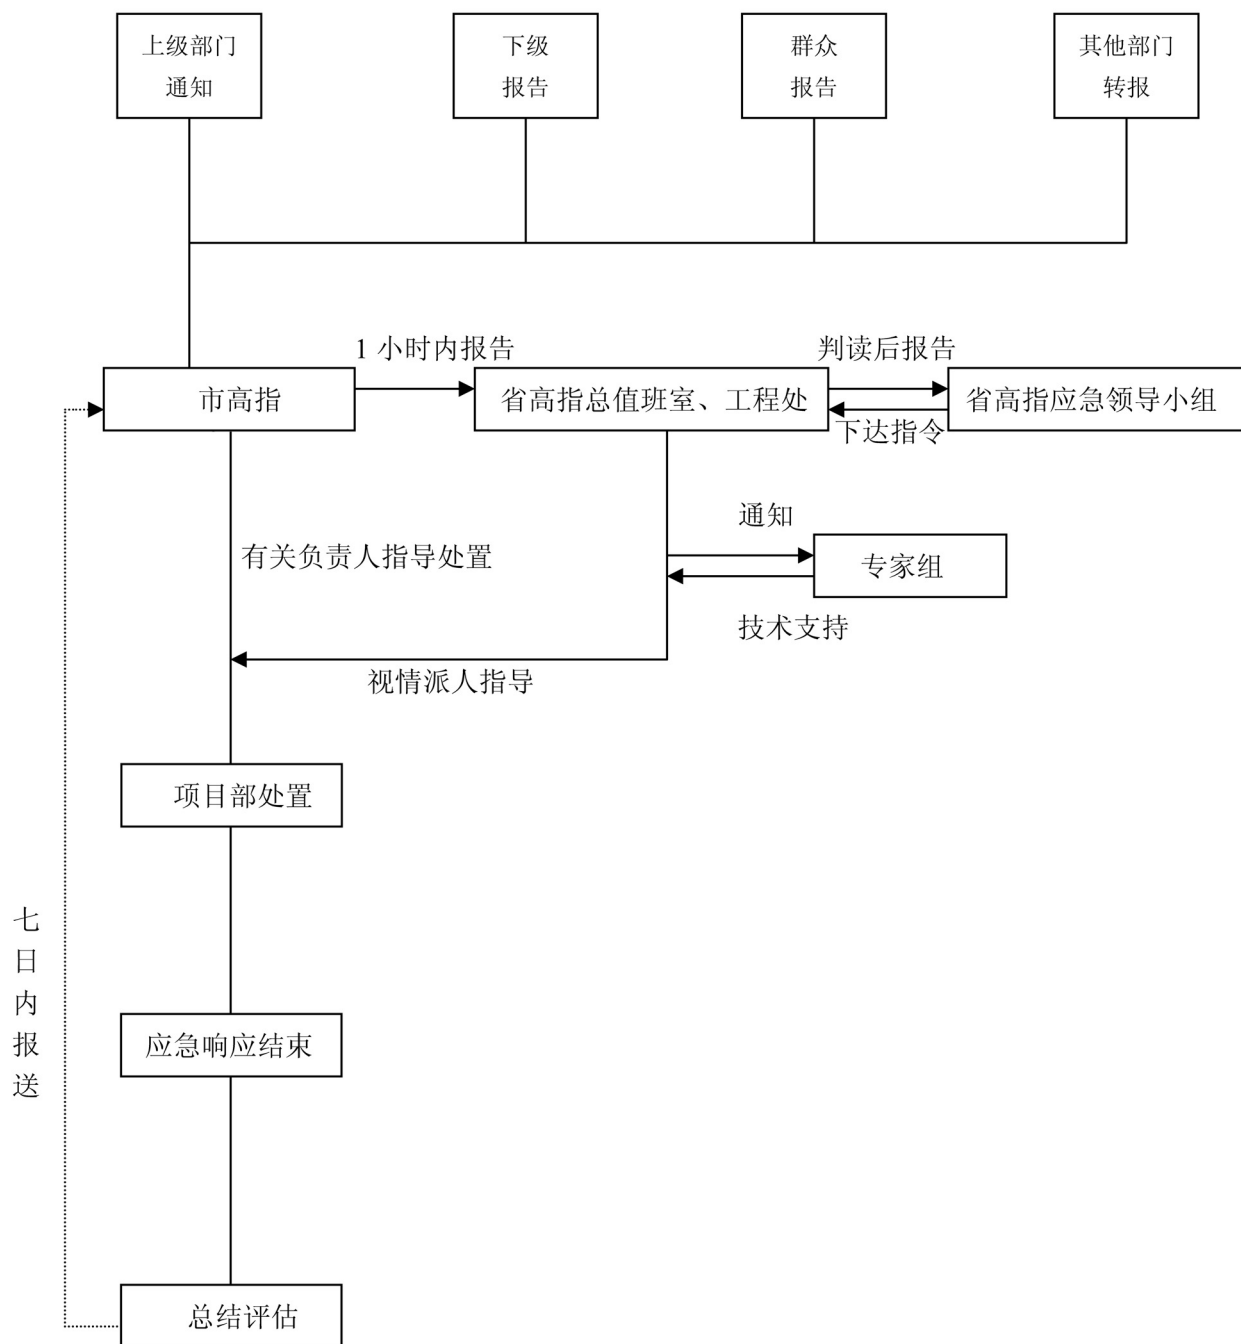 上级部门
通知
下级
报告
群众
报告
其他部门
转报
1 小时内报告
判读后报告
市高指
省高指总值班室、工程处
省高指应急领导小组
下达指令
通知
有关负责人指导处置
专家组
技术支持
视情派人指导
项目部处置
七日内报送
应急响应结束
总结评估